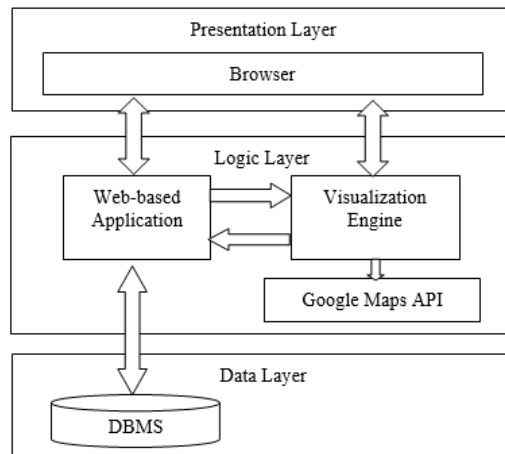 Presentation Layer
Browser
Logic Layer
Web-based
Application
Visualization
Engine
Google Maps API
Data Layer
DBMS